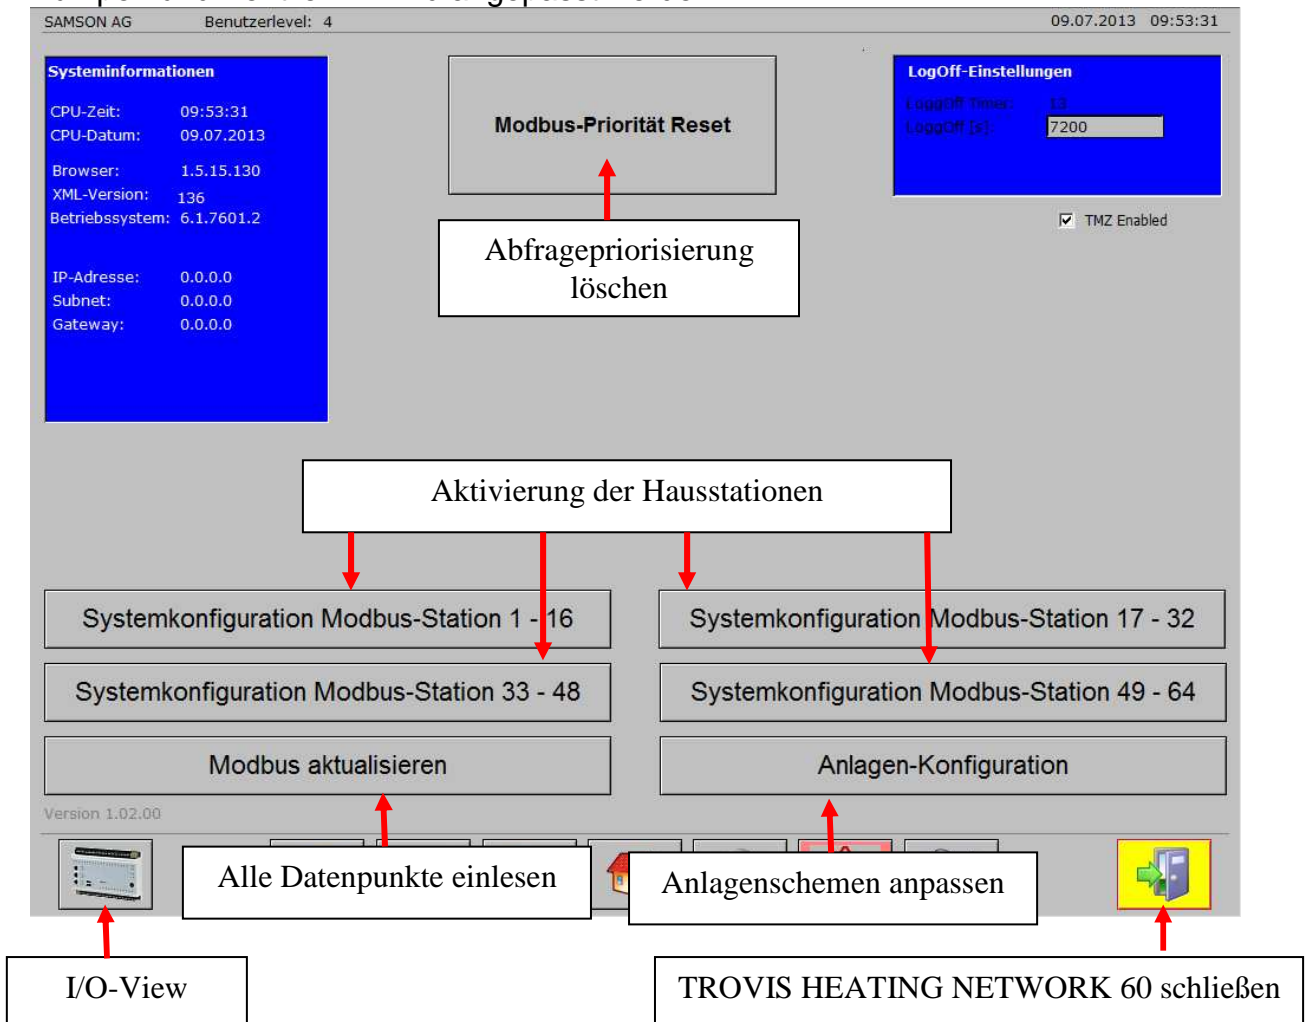 SAMSON AG Benutzerlevel: 4 09.07.2013 09:53:31
Systeminformationen
CPU-Zeit: 09:53:31
CPU-Datum: 09.07.2013
Browser: 1.5.15.130
XML-Version: 136
Betriebssystem: 6.1.7601.2
IP-Adresse: 0.0.0.0
Subnet: 0.0.0.0
Gateway: 0.0.0.0
Modbus-Priorität Reset
LogOff-Einstellungen
LoggOff Timer: 13
LoggOff [s]: 7200
TMZ Enabled
Abfragepriorisierung
löschen
Aktivierung der Hausstationen
Systemkonfiguration Modbus-Station 1 - 16
Systemkonfiguration Modbus-Station 17 - 32
Systemkonfiguration Modbus-Station 33 - 48
Systemkonfiguration Modbus-Station 49 - 64
Modbus aktualisieren
Anlagen-Konfiguration
Version 1.02.00
Alle Datenpunkte einlesen
Anlagenschemen anpassen
I/O-View
TROVIS HEATING NETWORK 60 schließen